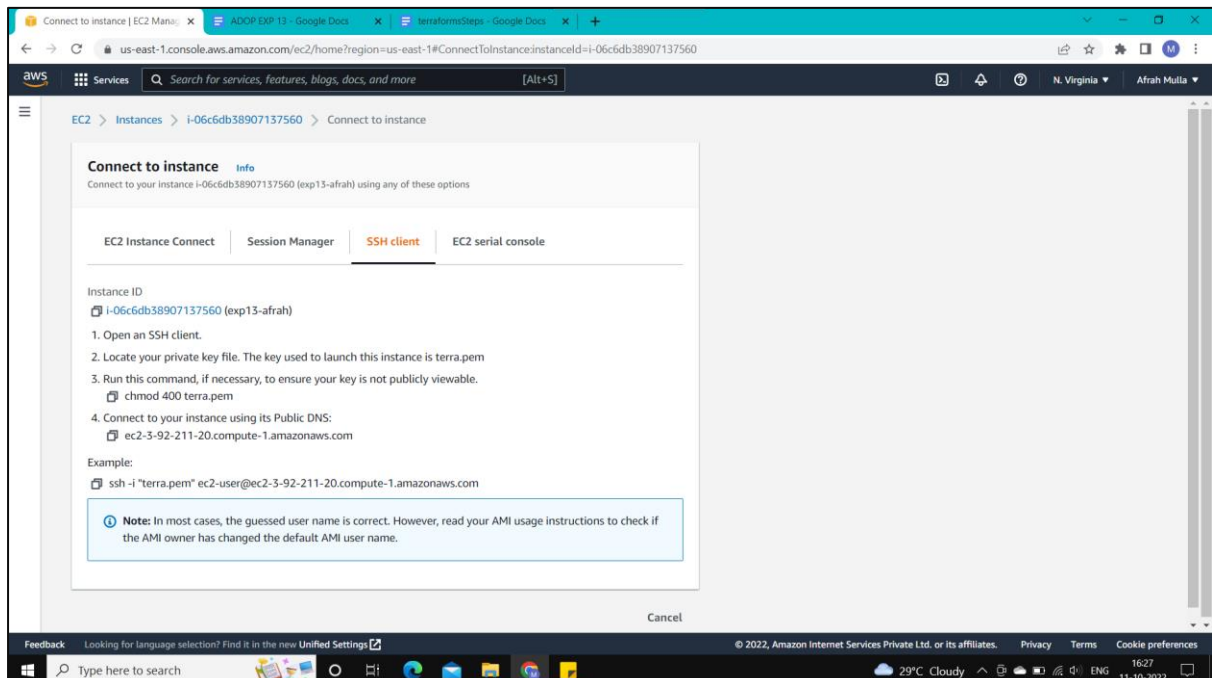 Connect to instance | EC2 Manag
ADOP EXP 13 - Google Docs
terraformsSteps - Google Docs
us-east-1.console.aws.amazon.com/ec2/home?region=us-east-1#ConnectToInstance:instanceId=i-06c6db38907137560
M
aws
Services
Search for services, features, blogs, docs, and more
[Alt+S]
N. Virginia
Afrah Mulla
EC2 > Instances > i-06c6db38907137560 > Connect to instance
Connect to instance Info
Connect to your instance i-06c6db38907137560 (exp13-afrah) using any of these options
EC2 Instance Connect
Session Manager
SSH client
EC2 serial console
Instance ID
i-06c6db38907137560 (exp13-afrah)
1. Open an SSH client.
2. Locate your private key file. The key used to launch this instance is terra.pem
3. Run this command, if necessary, to ensure your key is not publicly viewable.
chmod 400 terra.pem
4. Connect to your instance using its Public DNS:
ec2-3-92-211-20.compute-1.amazonaws.com
Example:
ssh -i "terra.pem" ec2-user@ec2-3-92-211-20.compute-1.amazonaws.com
Note: In most cases, the guessed user name is correct. However, read your AMI usage instructions to check if
the AMI owner has changed the default AMI user name.
Cancel
Feedback
Looking for language selection? Find it in the new Unified Settings
© 2022, Amazon Internet Services Private Ltd. or its affiliates.
Privacy
Terms
Cookie preferences
Type here to search
29°C Cloudy
ENG
16:27
11-10-2022